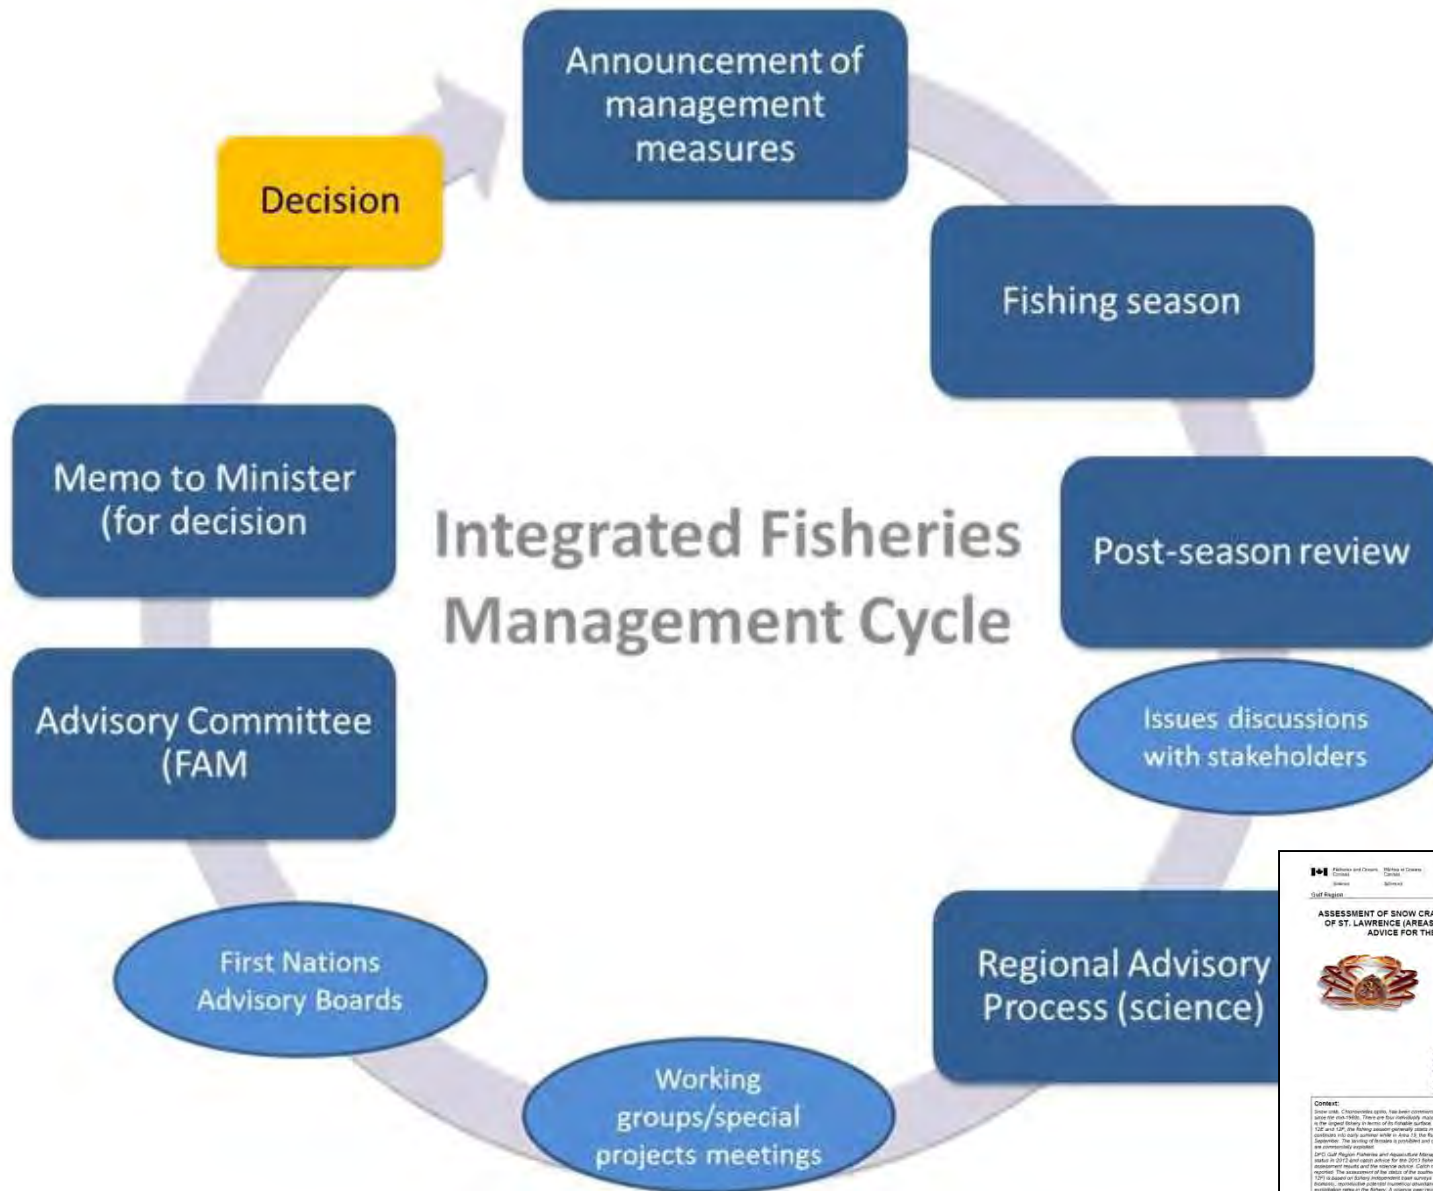 Announcement of
management
measures
Decision
Fishing season
Memo to Minister
(for decision
Integrated Fisheries
Management Cycle
Post-season review
Advisory Committee
(FAM
Issues discussions
with stakeholders
First Nations
Advisory Boards
Regional Advisory
Process (science)
Working
groups/special
projects meetings
Gulf Region
ASSESSMENT OF SNOW CRA
OF ST. LAWRENCE (AREAS
ADVICE FOR THE
Context: